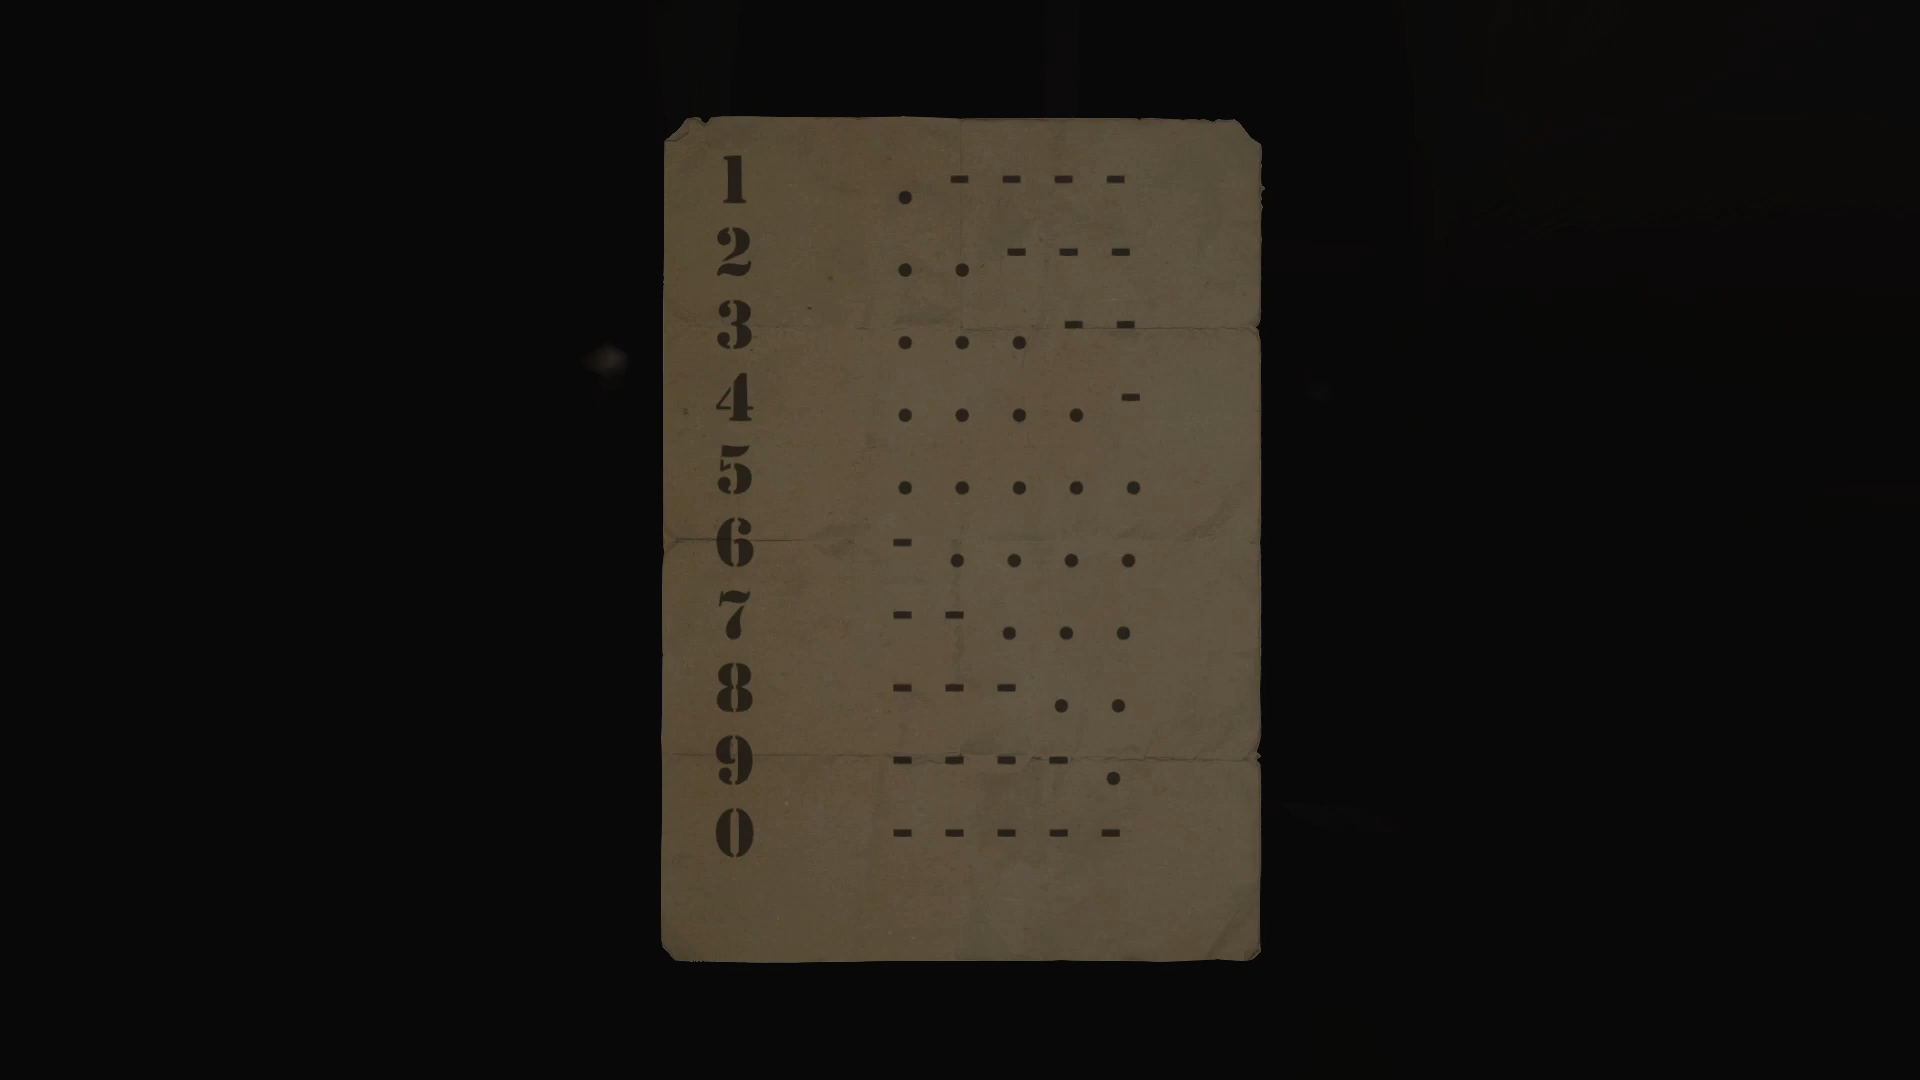 1 . - - - -
2 . . - - -
3 . . . - -
4 . . . . -
5 . . . . .
6 - . . . .
7 - - . . .
8 - - - . .
9 - - - - .
0 - - - - -